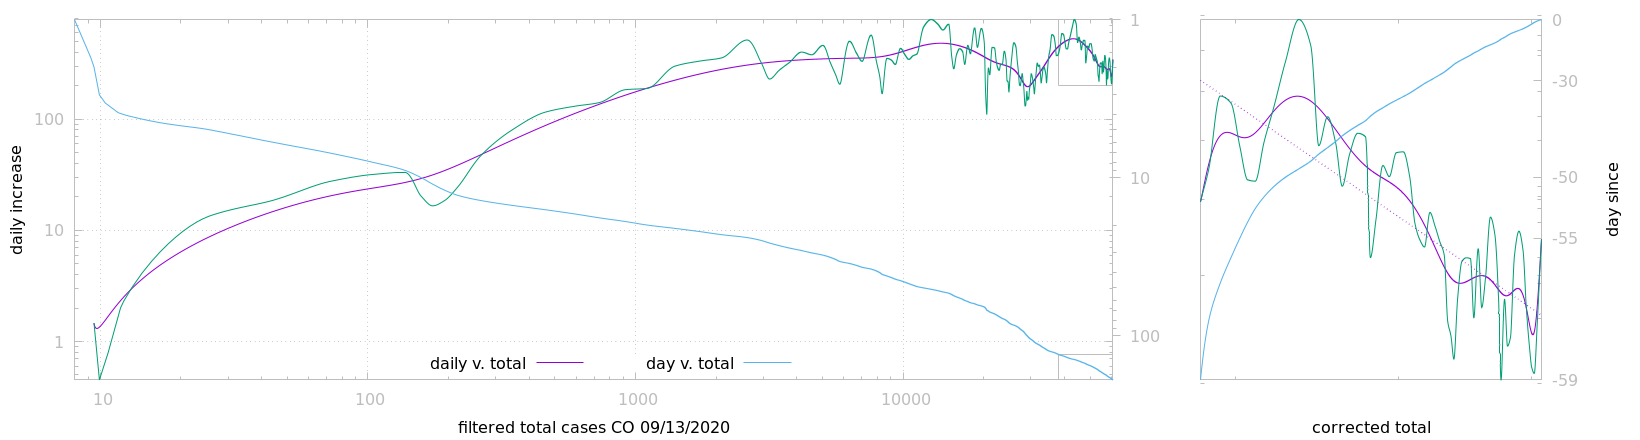 daily increase
100
10
1
10
100
1000
10000
1
10
100
daily v. total
day v. total
filtered total cases CO 09/13/2020
0
-30
-50
-55
-59
day since
corrected total